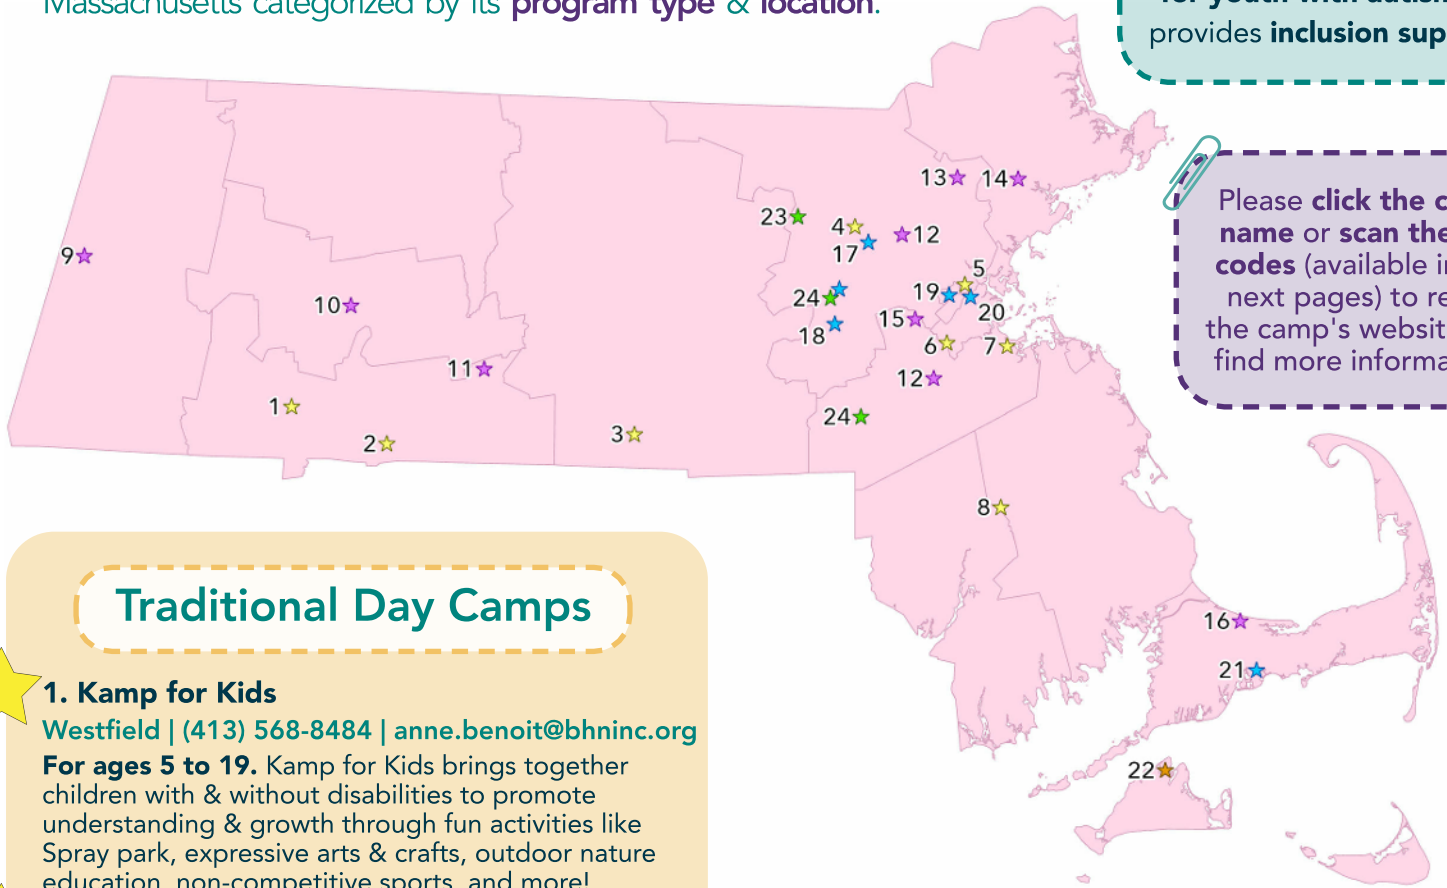 Massachusetts categorized by its program type & location.
provides inclusion sup
Please click the c
name or scan the
codes (available i
next pages) to re
the camp's websit
find more informa
13
14
23
4
12
17
9
5
24
19
10
20
15
18
6
7
11
12
1
24
3
2
8
16
21
22
Traditional Day Camps
1. Kamp for Kids
Westfield | (413) 568-8484 | anne.benoit@bhninc.org
For ages 5 to 19. Kamp for Kids brings together
children with & without disabilities to promote
understanding & growth through fun activities like
Spray park, expressive arts & crafts, outdoor nature
education, non-competitive sports, and more!